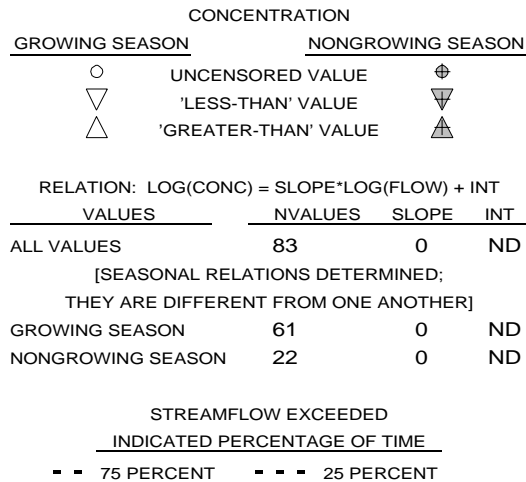 CONCENTRATION
GROWING SEASON NONGROWING SEASON
UNCENSORED VALUE
'LESS-THAN' VALUE
'GREATER-THAN' VALUE
RELATION: LOG(CONC) = SLOPE*LOG(FLOW) + INT
VALUES NVALUES SLOPE INT
ALL VALUES 83 0 ND
[SEASONAL RELATIONS DETERMINED;
THEY ARE DIFFERENT FROM ONE ANOTHER]
GROWING SEASON 61 0 ND
NONGROWING SEASON 22 0 ND
STREAMFLOW EXCEEDED
INDICATED PERCENTAGE OF TIME
75 PERCENT 25 PERCENT